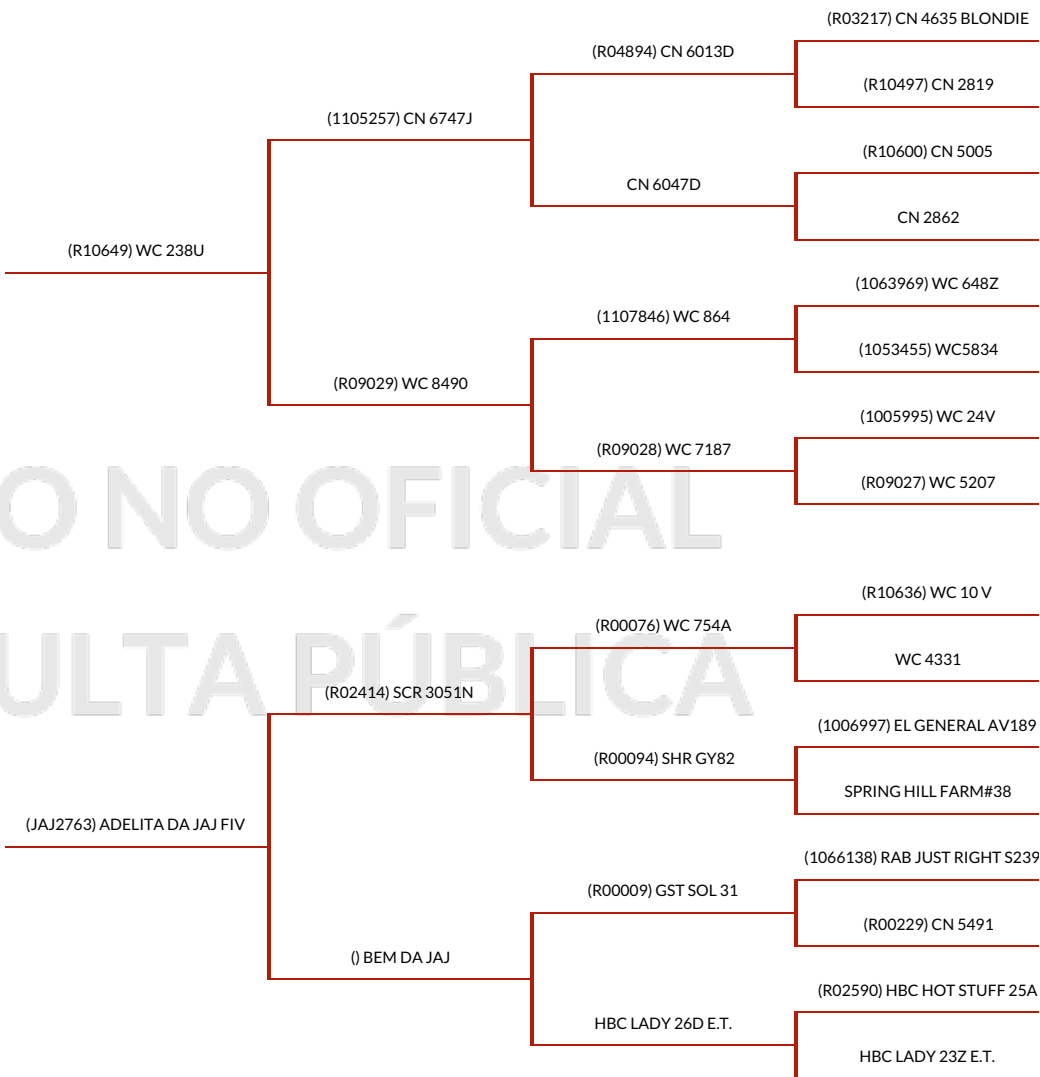 (R03217) CN 4635 BLONDIE
(R04894) CN 6013D
(R10497) CN 2819
(1105257) CN 6747J
(R10600) CN 5005
CN 6047D
CN 2862
(R10649) WC 238U
(1063969) WC 648Z
(1107846) WC 864
(1053455) WC5834
(R09029) WC 8490
(1005995) WC 24V
(R09028) WC 7187
(R09027) WC 5207
O NO OFICIAL
(R10636) WC 10 V
(R00076) WC 754A
WC 4331
ULTA PÚBLICA
(R02414) SCR 3051N
(1006997) EL GENERAL AV189
(R00094) SHR GY82
SPRING HILL FARM#38
(JAJ2763) ADELITA DA JAJ FIV
(1066138) RAB JUST RIGHT S239
(R00009) GST SOL 31
(R00229) CN 5491
() BEM DA JAJ
(R02590) HBC HOT STUFF 25A
HBC LADY 26D E.T.
HBC LADY 23Z E.T.